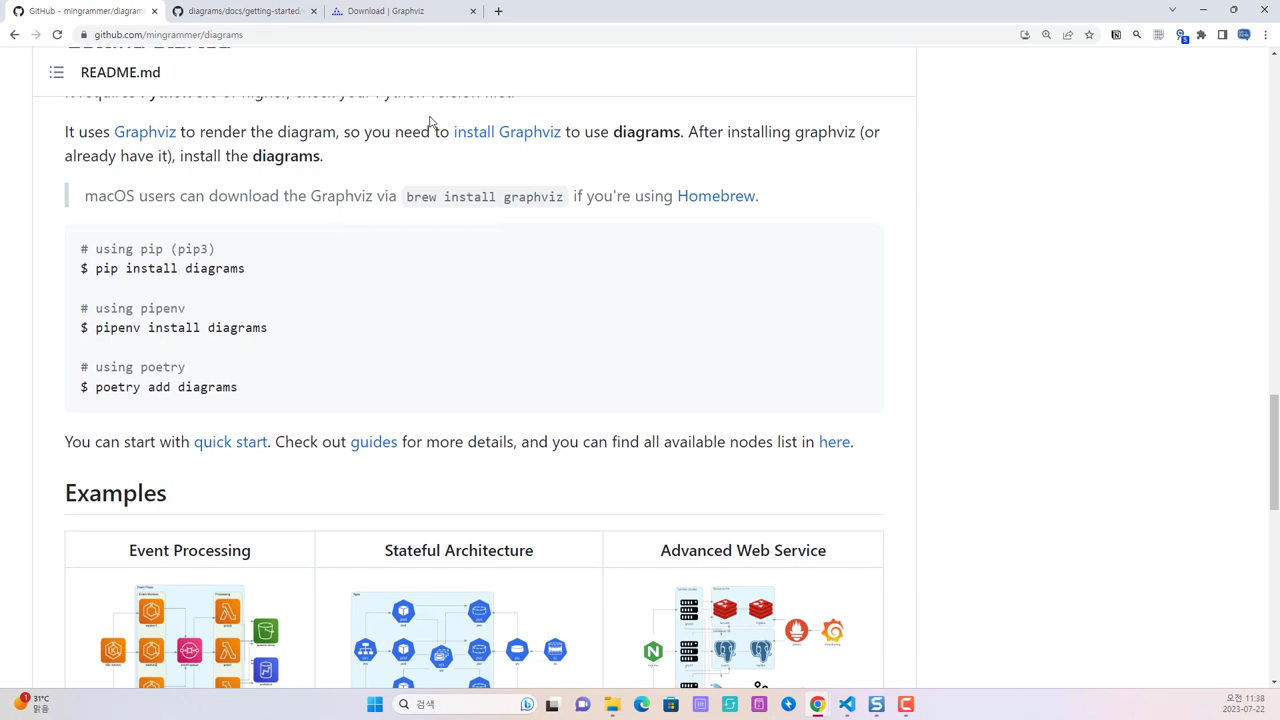 GitHub - mingrammer/diagrams
diagrams/docs/getting-started/i
Download | Graphviz
github.com/mingrammer/diagrams
README.md
It uses Graphviz to render the diagram, so you need to install Graphviz to use diagrams. After installing graphviz (or
already have it), install the diagrams.
macOS users can download the Graphviz via brew install graphviz if you're using Homebrew.
# using pip (pip3)
$ pip install diagrams
# using pipenv
$ pipenv install diagrams
# using poetry
$ poetry add diagrams
You can start with quick start. Check out guides for more details, and you can find all available nodes list in here.
Examples
Event Processing
Stateful Architecture
Advanced Web Service
31°C
맑음
검색
오전 11:38
2023-07-22